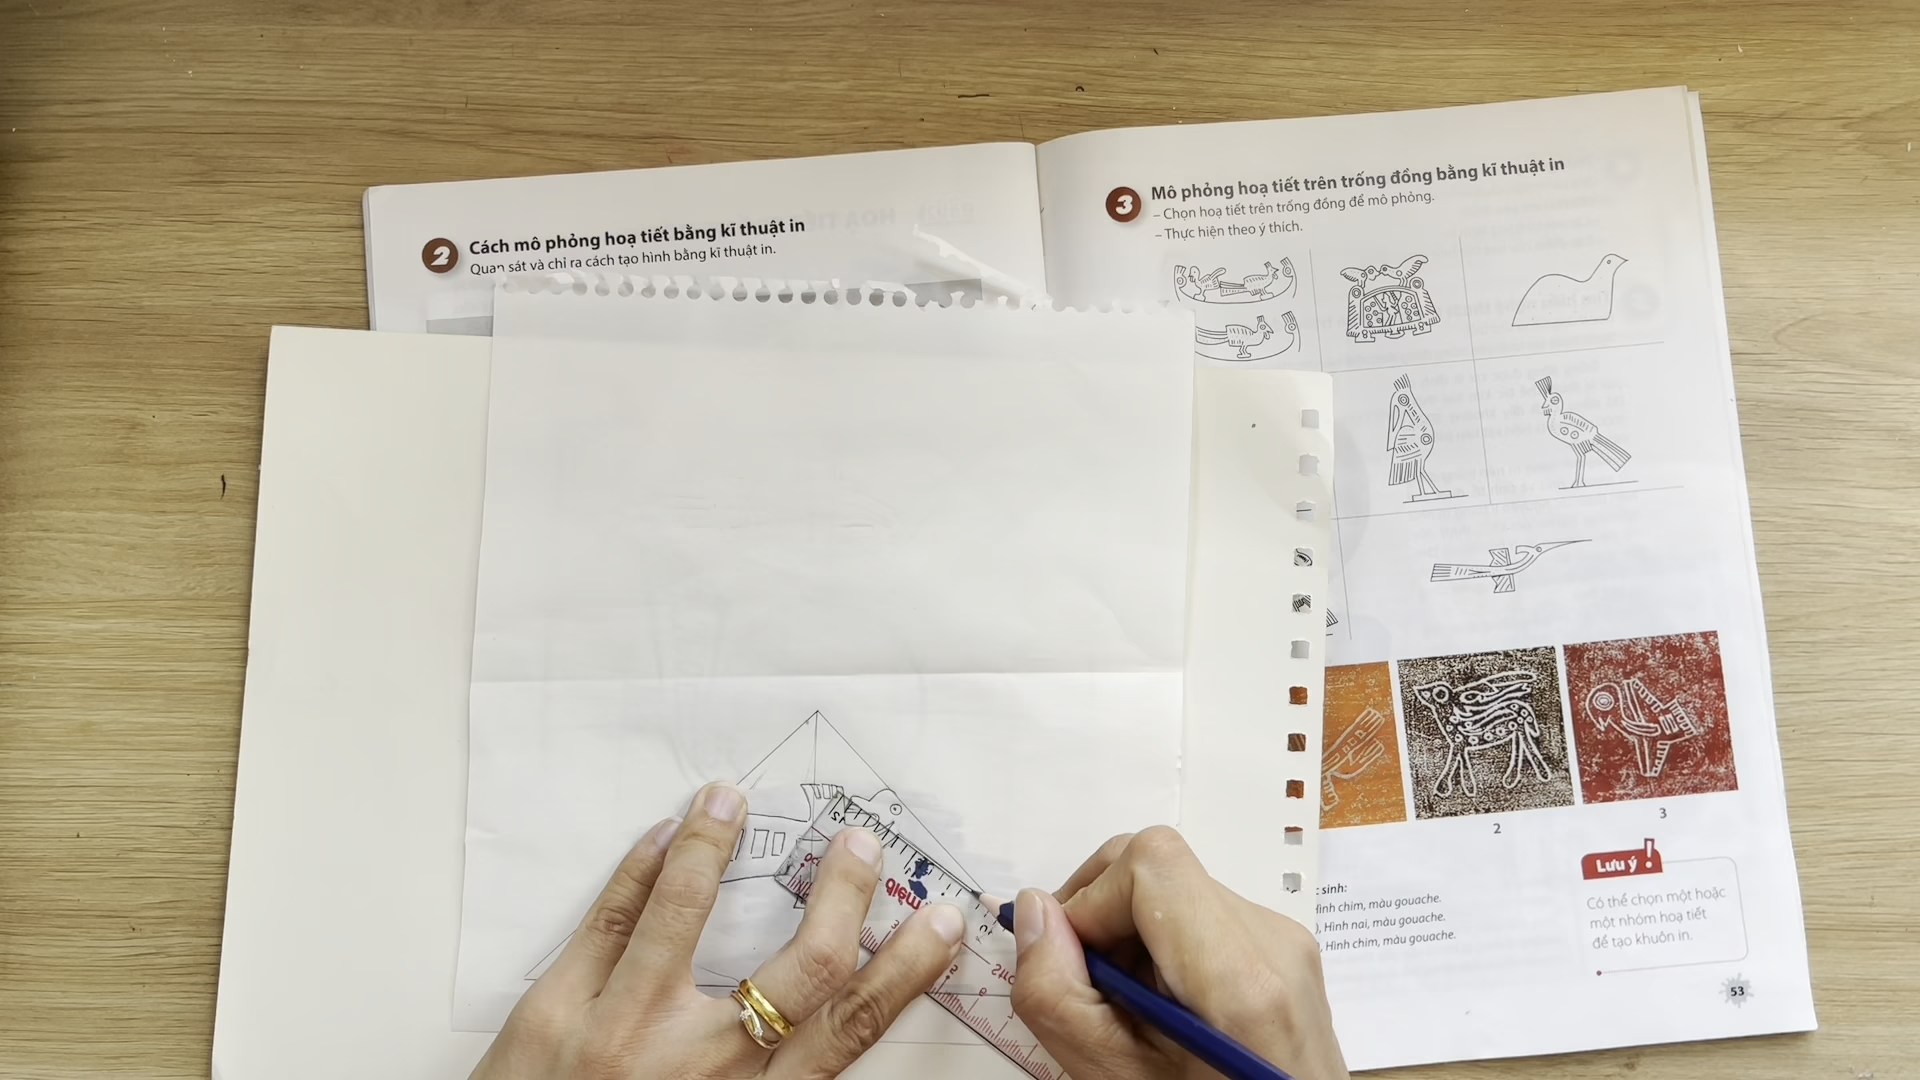 2
Cách mô phỏng hoạ tiết bằng kĩ thuật in
Quan sát và chỉ ra cách tạo hình bằng kĩ thuật in.
3
Mô phỏng hoạ tiết trên trống đồng bằng kĩ thuật in
– Chọn hoạ tiết trên trống đồng để mô phỏng.
– Thực hiện theo ý thích.
2
3
sinh:
Hình chim, màu gouache.
), Hình nai, màu gouache.
, Hình chim, màu gouache.
Lưu ý !
Có thể chọn một hoặc
một nhóm hoạ tiết
để tạo khuôn in.
53